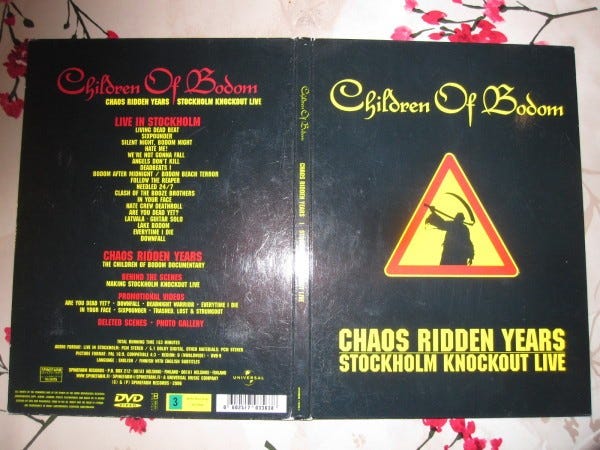 Children Of Bodom
CHAOS RIDDEN YEARS | STOCKHOLM KNOCKOUT LIVE
LIVE IN STOCKHOLM
LIVING DEAD BEAT
SIXPOUNDER
SILENT NIGHT, BODOM NIGHT
HATE ME!
WE'RE NOT GONNA FALL
ANGELS DON'T KILL
DEADBEATS I
BODOM AFTER MIDNIGHT / BODOM BEACH TERROR
FOLLOW THE REAPER
NEEDLED 24/7
CLASH OF THE BOOZE BROTHERS
IN YOUR FACE
HATE CREW DEATHROLL
ARE YOU DEAD YET?
LATVALA - GUITAR SOLO
LAKE BODOM
EVERYTIME I DIE
DOWNFALL
CHAOS RIDDEN YEARS
THE CHILDREN OF BODOM DOCUMENTARY
BEHIND THE SCENES
MAKING STOCKHOLM KNOCKOUT LIVE
PROMOTIONAL VIDEOS
ARE YOU DEAD YET? · DOWNFALL · DEADNIGHT WARRIOR · EVERYTIME I DIE
IN YOUR FACE · SIXPOUNDER · TRASHED, LOST & STRUNGOUT
DELETED SCENES · PHOTO GALLERY
TOTAL RUNNING TIME 163 MINUTES
SPINEFARM RECORDS
UNIVERSAL
DVD
VIDEO
3
Children Of Bodom
CHAOS RIDDEN YEARS | STOCKHOLM KNOCKOUT LIVE
Children Of Bodom
CHAOS RIDDEN YEARS
STOCKHOLM KNOCKOUT LIVE